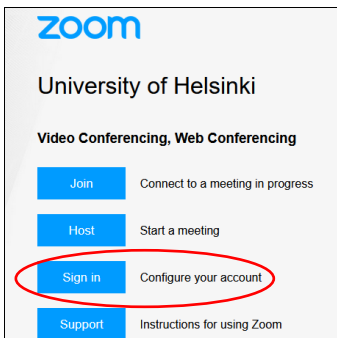 zoom
University of Helsinki
Video Conferencing, Web Conferencing
Join Connect to a meeting in progress
Host Start a meeting
Sign in Configure your account
Support Instructions for using Zoom